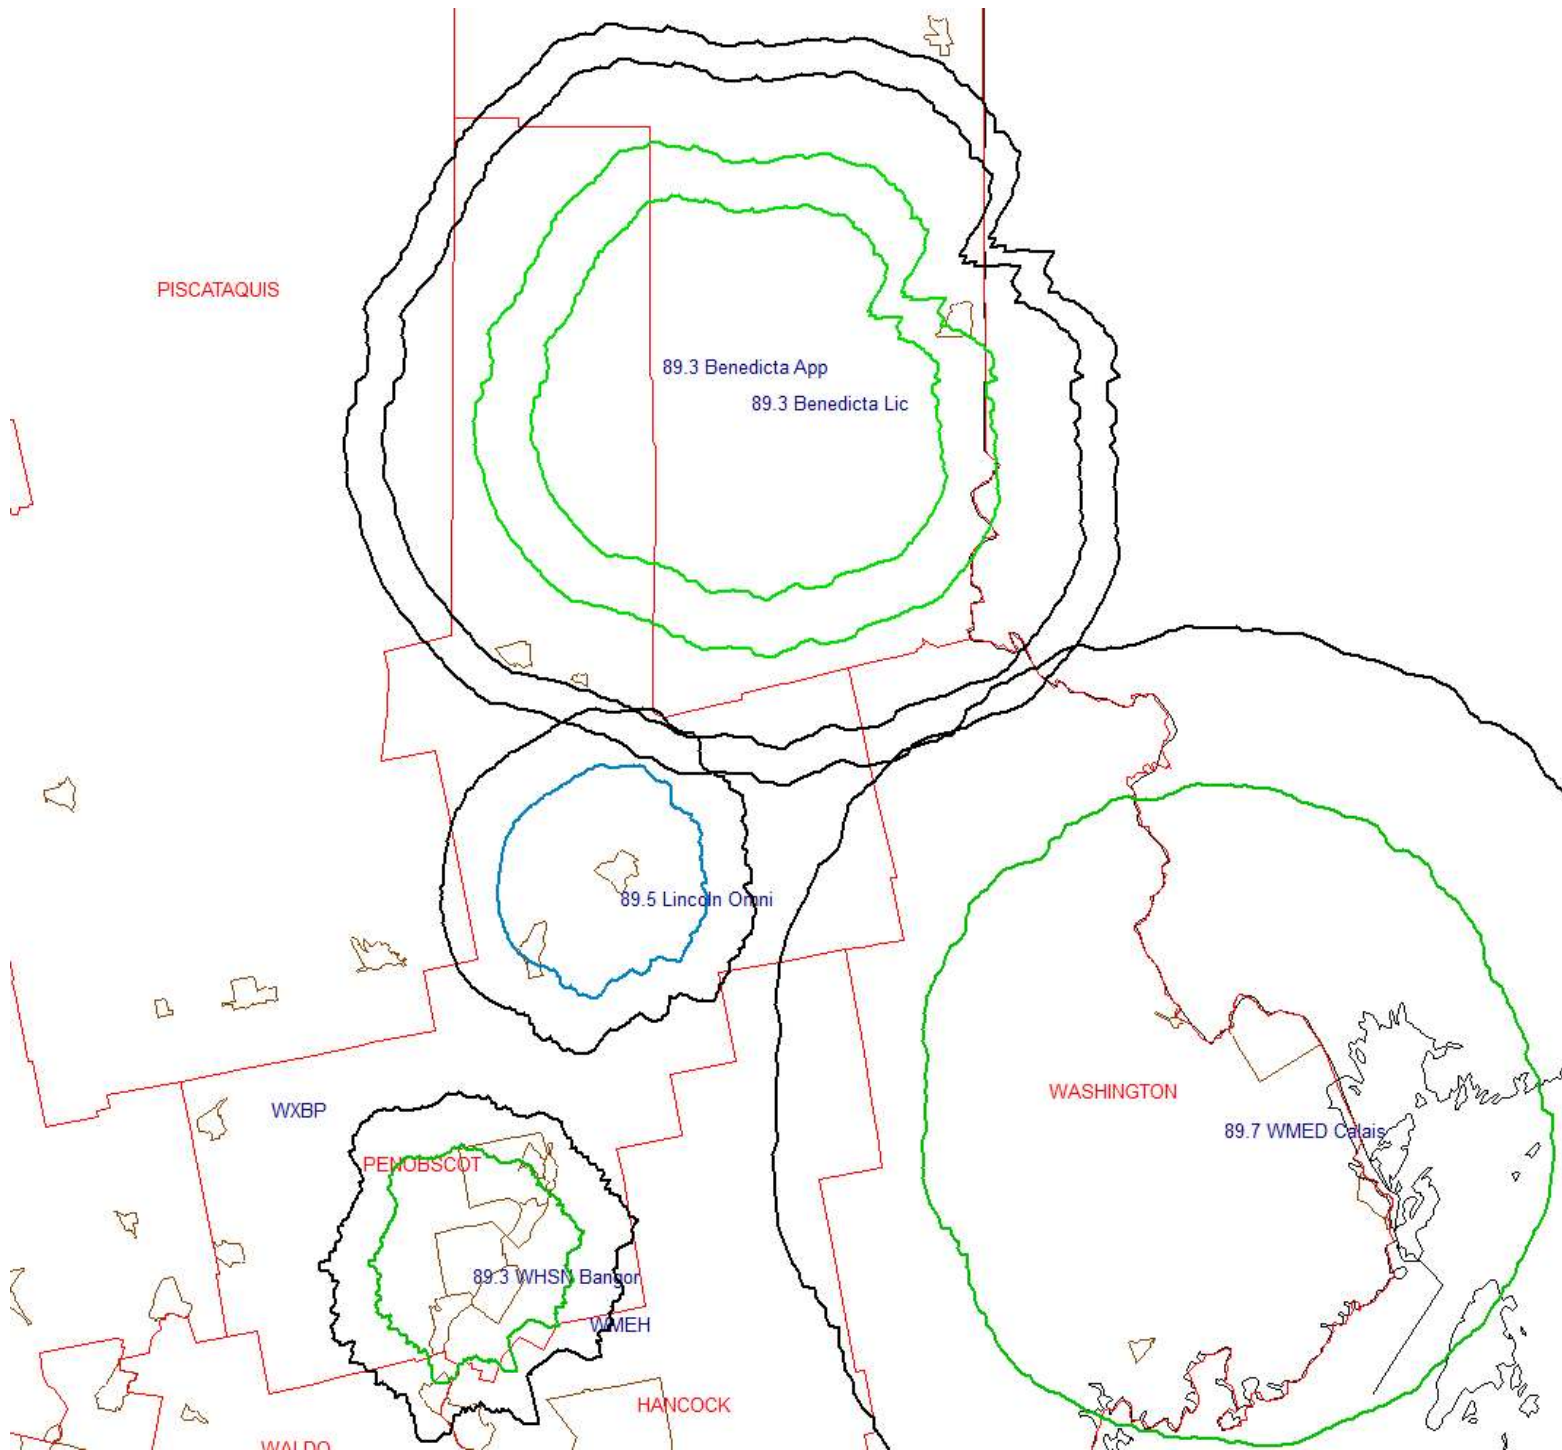 PISCATAQUIS
89.3 Benedicta App
89.3 Benedicta Lic
89.5 Lincoln Omni
WASHINGTON
WXBP
89.7 WMED Calais
PENOBSCOT
89.3 WHSN Bangor
WMEH
HANCOCK
WALDO